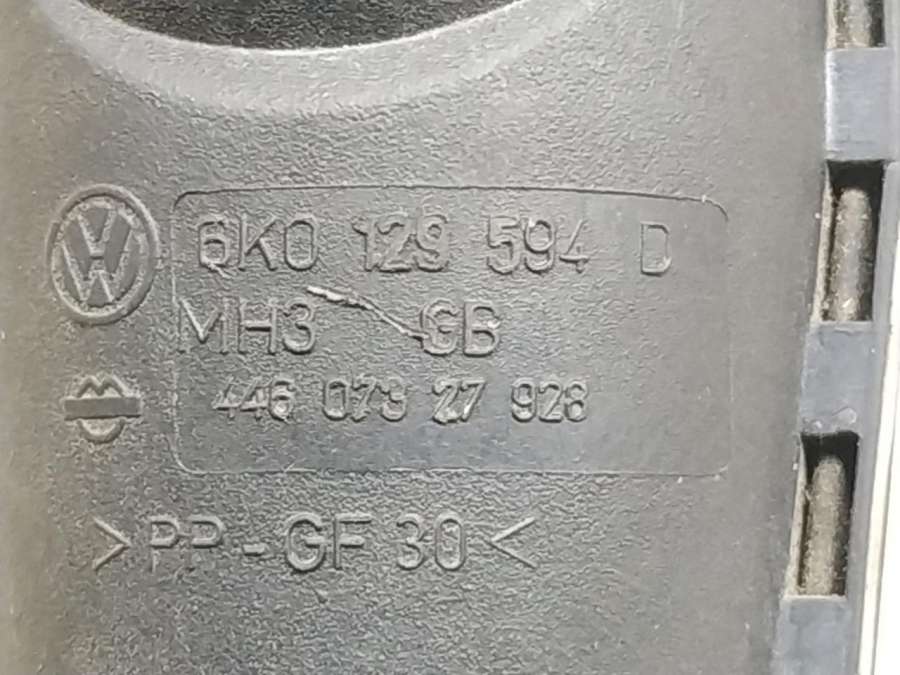 6K0 129 594 D
MH3 GB
446 073 27 928
>PP-GF 30<